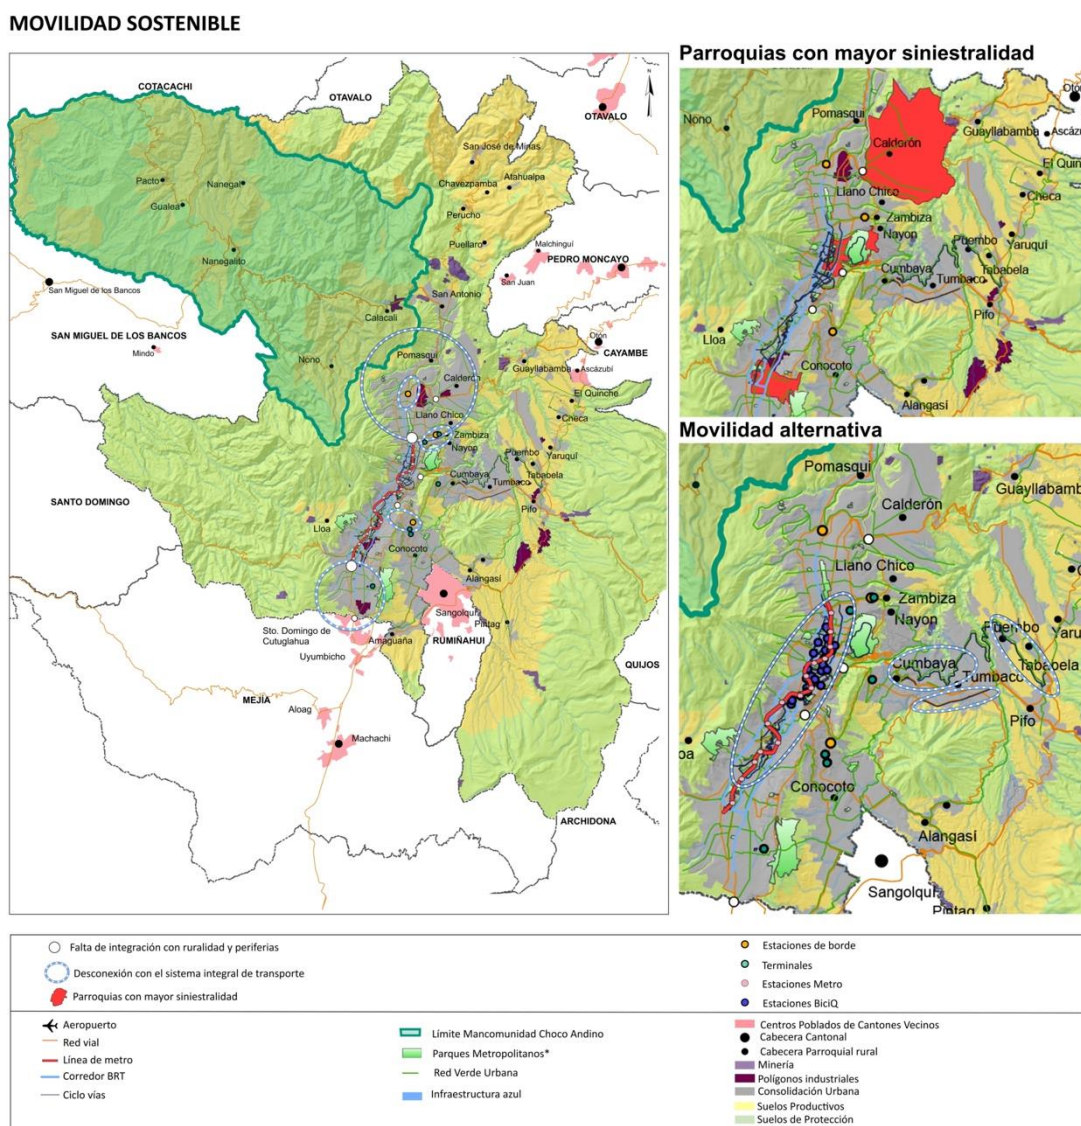 MOVILIDAD SOSTENIBLE
COTACACHI
OTAVALO
N
OTAVALO
San José de Minas
Pacto
Nanegal
Chavezpamba
Atahualpa
Gualea
Perucho
Nanegalito
Puellaro
Malchinguí
PEDRO MONCAYO
San Juan
San Miguel de los Bancos
San Antonio
Calacalí
SAN MIGUEL DE LOS BANCOS
Mindo
Otón
CAYAMBE
Nono
Pomasqui
Guayllabamba
Ascázubi
Calderón
El Quinche
Llano Chico
Checa
Zambiza
Nayon
Yaruquí
Puembo
Cumbaya
Tababela
SANTO DOMINGO
Tumbaco
Pifo
Lloa
Conocoto
Alangasí
Sangolquí
Sto. Domingo de
Cutuglahua
Pintag
Amaguaña
RUMIÑAHUI
Uyumbicho
QUIJOS
MEJÍA
Aloag
Machachi
ARCHIDONA
Parroquias con mayor siniestralidad
Otón
Pomasqui
Nono
Guayllabamba
Ascázu
Calderón
El Quin
Llano Chico
Checa
Zambiza
Nayon
Puembo
Yaruquí
Cumbaya
Tababela
Tumbaco
Pifo
Lloa
Conocoto
Alangasí
Movilidad alternativa
Pomasqui
Guayllabamb
Calderón
Llano Chico
Zambiza
Nayon
Puembo
Yaru
Cumbaya
Tababela
Tumbaco
Pifo
oa
Conocoto
Alangasí
Sangolquí
Pintag
Falta de integración con ruralidad y periferias
Desconexión con el sistema integral de transporte
Parroquias con mayor siniestralidad
Estaciones de borde
Terminales
Estaciones Metro
Estaciones BiciQ
Aeropuerto
Red vial
Línea de metro
Corredor BRT
Ciclo vías
Límite Mancomunidad Choco Andino
Parques Metropolitanos*
Red Verde Urbana
Infraestructura azul
Centros Poblados de Cantones Vecinos
Cabecera Cantonal
Cabecera Parroquial rural
Minería
Polígonos industriales
Consolidación Urbana
Suelos Productivos
Suelos de Protección